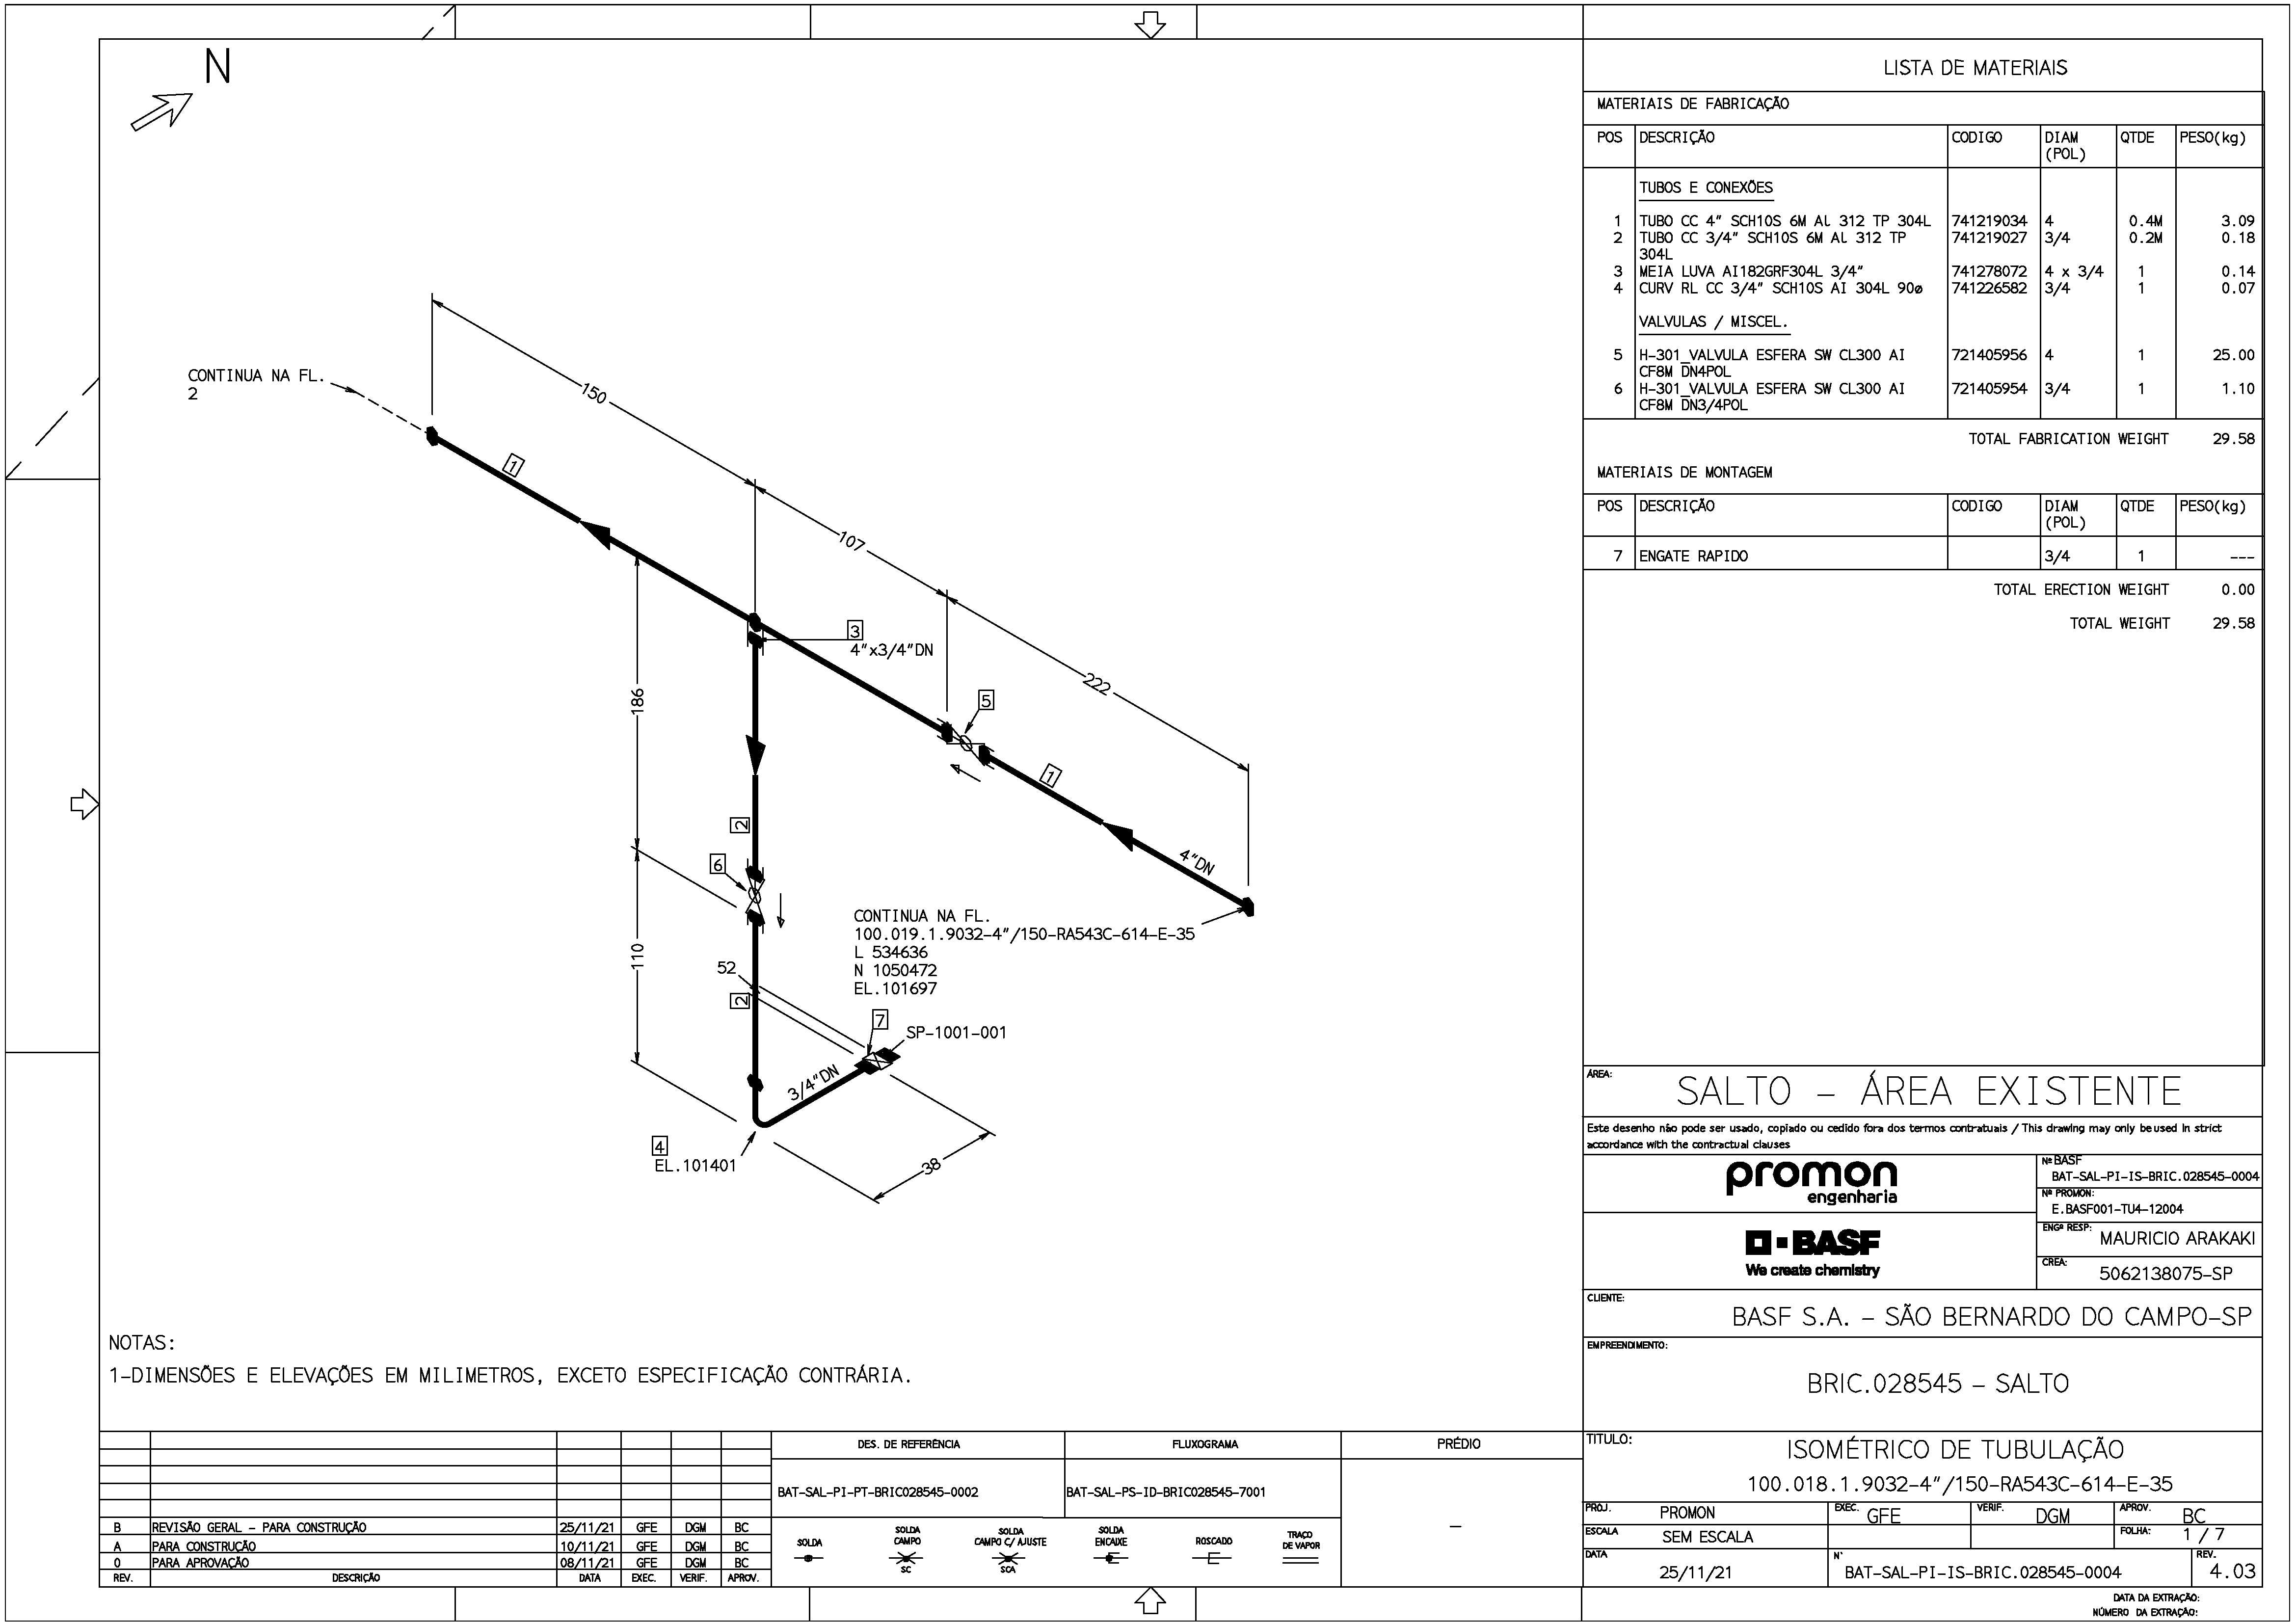 N
CONTINUA NA FL.
2
150
107
222
1
3
4"x3/4"DN
5
1
4"DN
186
2
6
110
52
2
CONTINUA NA FL.
100.019.1.9032-4"/150-RA543C-614-E-35
L 534636
N 1050472
EL.101697
7
SP-1001-001
3/4"DN
4
EL.101401
38
NOTAS:
1-DIMENSÕES E ELEVAÇÕES EM MILIMETROS, EXCETO ESPECIFICAÇÃO CONTRÁRIA.
LISTA DE MATERIAIS
MATERIAIS DE FABRICAÇÃO
POS DESCRIÇÃO CODIGO DIAM (POL) QTDE PESO(kg)
TUBOS E CONEXÕES
1 TUBO CC 4" SCH10S 6M Al 312 TP 304L 741219034 4 0.4M 3.09
2 TUBO CC 3/4" SCH10S 6M Al 312 TP 741219027 3/4 0.2M 0.18
304L
3 MEIA LUVA AI182GRF304L 3/4" 741278072 4 x 3/4 1 0.14
4 CURV RL CC 3/4" SCH10S AI 304L 90ø 741226582 3/4 1 0.07
VALVULAS / MISCEL.
5 H-301_VALVULA ESFERA SW CL300 AI 721405956 4 1 25.00
CF8M DN4POL
6 H-301_VALVULA ESFERA SW CL300 AI 721405954 3/4 1 1.10
CF8M DN3/4POL
TOTAL FABRICATION WEIGHT 29.58
MATERIAIS DE MONTAGEM
POS DESCRIÇÃO CODIGO DIAM (POL) QTDE PESO(kg)
7 ENGATE RAPIDO 3/4 1 ---
TOTAL ERECTION WEIGHT 0.00
TOTAL WEIGHT 29.58
ÁREA:
SALTO - ÁREA EXISTENTE
Este desenho não pode ser usado, copiado ou cedido fora dos termos contratuais / This drawing may only be used in strict
accordance with the contractual clauses
promon
engenharia
Nº BASF
BAT-SAL-PI-IS-BRIC.028545-0004
Nº PROMON:
E.BASF001-TU4-12004
BASF
We create chemistry
ENGº RESP:
MAURICIO ARAKAKI
CREA:
5062138075-SP
CLIENTE:
BASF S.A. - SÃO BERNARDO DO CAMPO-SP
EMPREENDIMENTO:
BRIC.028545 - SALTO
TITULO:
ISOMÉTRICO DE TUBULAÇÃO
100.018.1.9032-4"/150-RA543C-614-E-35
PROJ. PROMON EXEC. GFE VERIF. DGM APROV. BC
ESCALA SEM ESCALA FOLHA: 1 / 7
DATA 25/11/21 N° BAT-SAL-PI-IS-BRIC.028545-0004 REV. 4.03
DATA DA EXTRAÇÃO:
NÚMERO DA EXTRAÇÃO:
B REVISÃO GERAL - PARA CONSTRUÇÃO 25/11/21 GFE DGM BC
A PARA CONSTRUÇÃO 10/11/21 GFE DGM BC
0 PARA APROVAÇÃO 08/11/21 GFE DGM BC
REV. DESCRIÇÃO DATA EXEC. VERIF. APROV.
DES. DE REFERÊNCIA FLUXOGRAMA PRÉDIO
BAT-SAL-PI-PT-BRIC028545-0002 BAT-SAL-PS-ID-BRIC028545-7001 -
SOLDA
SOLDA CAMPO
SC
SOLDA CAMPO C/ AJUSTE
SCA
SOLDA ENCAIXE
ROSCADO
TRAÇO DE VAPOR